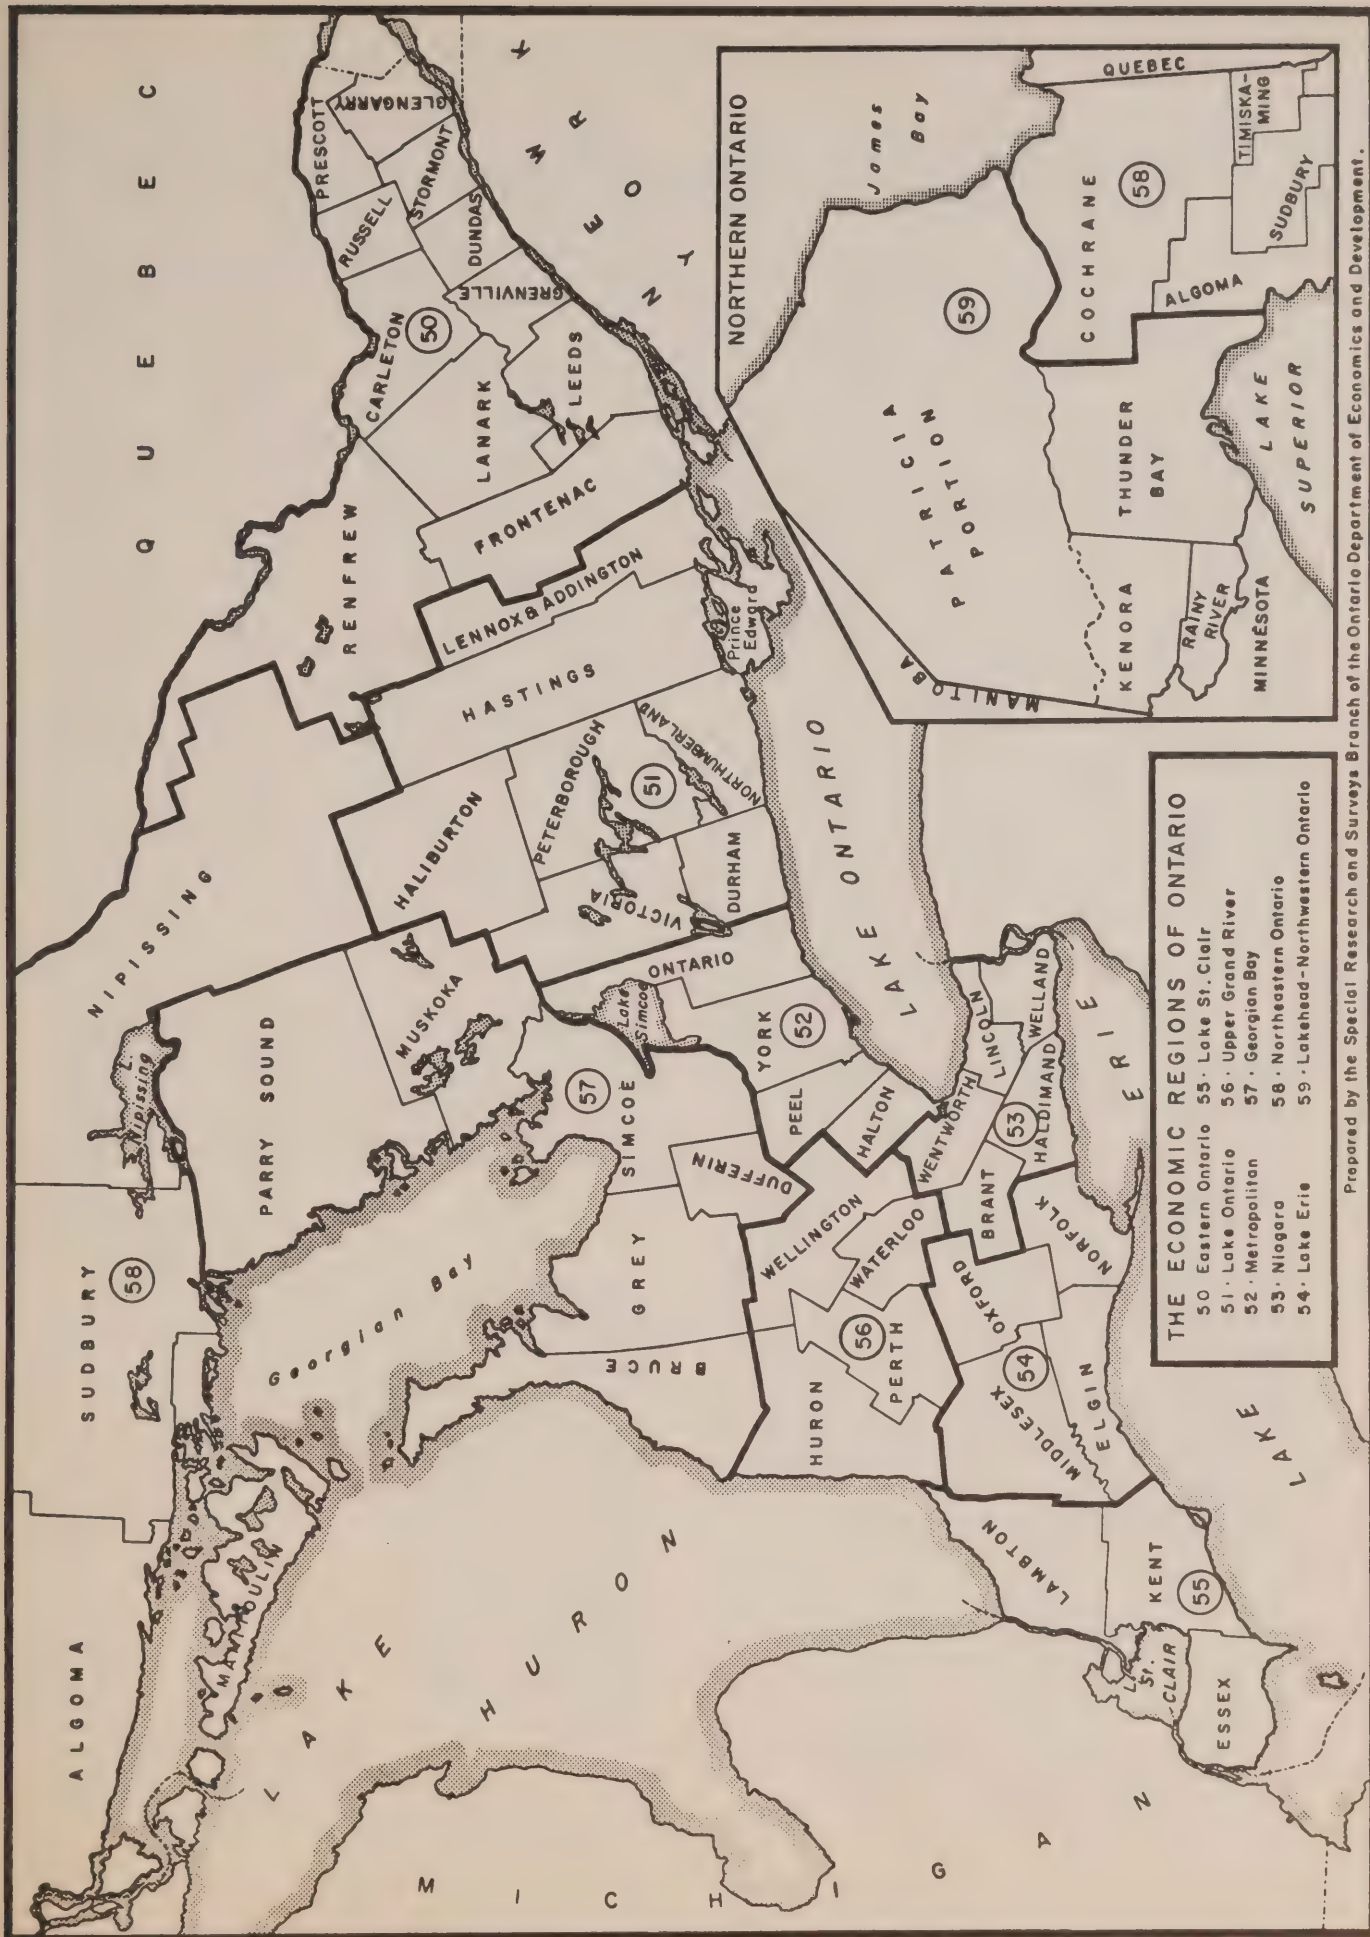 QUEBEC
NEW YORK
MICHIGAN
LAKE HURON
Georgian Bay
LAKE ONTARIO
LAKE ERIE
ALGOMA
SUDBURY
58
NIPISSING
L. Nipissing
MANITOULIN
PARRY SOUND
MUSKOKA
HALIBURTON
RENFREW
CARLETON
50
PRESCOTT
GLENGARRY
RUSSELL
STORMONT
DUNDAS
GRENVILLE
LEEDS
LANARK
FRONTENAC
LENNOX & ADDINGTON
HASTINGS
Prince
Edward
PETERBOROUGH
51
NORTHUMBERLAND
VICTORIA
DURHAM
ONTARIO
Lake
Simcoe
YORK
52
57
SIMCOE
PEEL
HALTON
DUFFERIN
GREY
BRUCE
WELLINGTON
WATERLOO
56
PERTH
HURON
WENTWORTH
LINCOLN
WELLAND
53
HALDIMAND
BRANT
NORFOLK
OXFORD
54
MIDDLESEX
ELGIN
LAMBTON
KENT
55
L.
St.
CLAIR
ESSEX
NORTHERN ONTARIO
James
Bay
QUEBEC
59
PATRICIA
PORTION
COCHRANE
58
TIMISKA-
MING
SUDBURY
ALGOMA
THUNDER
BAY
LAKE
SUPERIOR
KENORA
RAINY
RIVER
MANITOBA
MINNESOTA
THE ECONOMIC REGIONS OF ONTARIO
50 Eastern Ontario 55 · Lake St. Clair
51 · Lake Ontario 56 · Upper Grand River
52 · Metropolitan 57 · Georgian Bay
53 · Niagara 58 · Northeastern Ontario
54 · Lake Erie 59 · Lakehead-Northwestern Ontario
Prepared by the Special Research and Surveys Branch of the Ontario Department of Economics and Development.